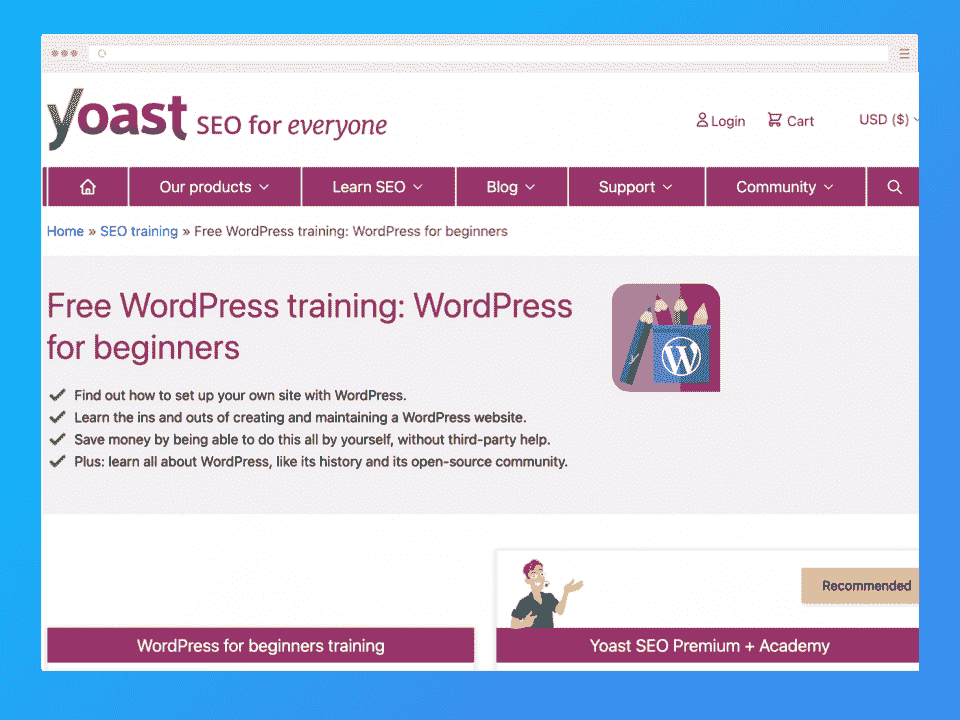 yoast SEO for everyone
Login Cart USD ($)
Our products Learn SEO Blog Support Community
Home » SEO training » Free WordPress training: WordPress for beginners
Free WordPress training: WordPress
for beginners
Find out how to set up your own site with WordPress.
Learn the ins and outs of creating and maintaining a WordPress website.
Save money by being able to do this all by yourself, without third-party help.
Plus: learn all about WordPress, like its history and its open-source community.
Recommended
WordPress for beginners training
Yoast SEO Premium + Academy